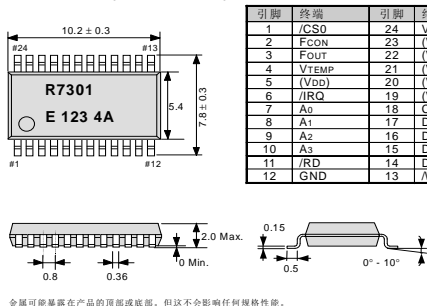 10.2 ± 0.3
#24 #13
R7301
E 123 4A
5.4
7.8 ± 0.3
#1 #12
引脚 终端 引脚
1 /CS0 24
2 FCON 23
3 FOUT 22
4 VTEMP 21
5 (VDD) 20
6 /IRQ 19
7 A0 18
8 A1 17 D
9 A2 16 D
10 A3 15 D
11 /RD 14 D
12 GND 13
2.0 Max.
0 Min.
0.8 0.36
0.15
0.5 0° - 10°
金属可能暴露在产品的顶部或底部。但这不会影响任何规格性能。